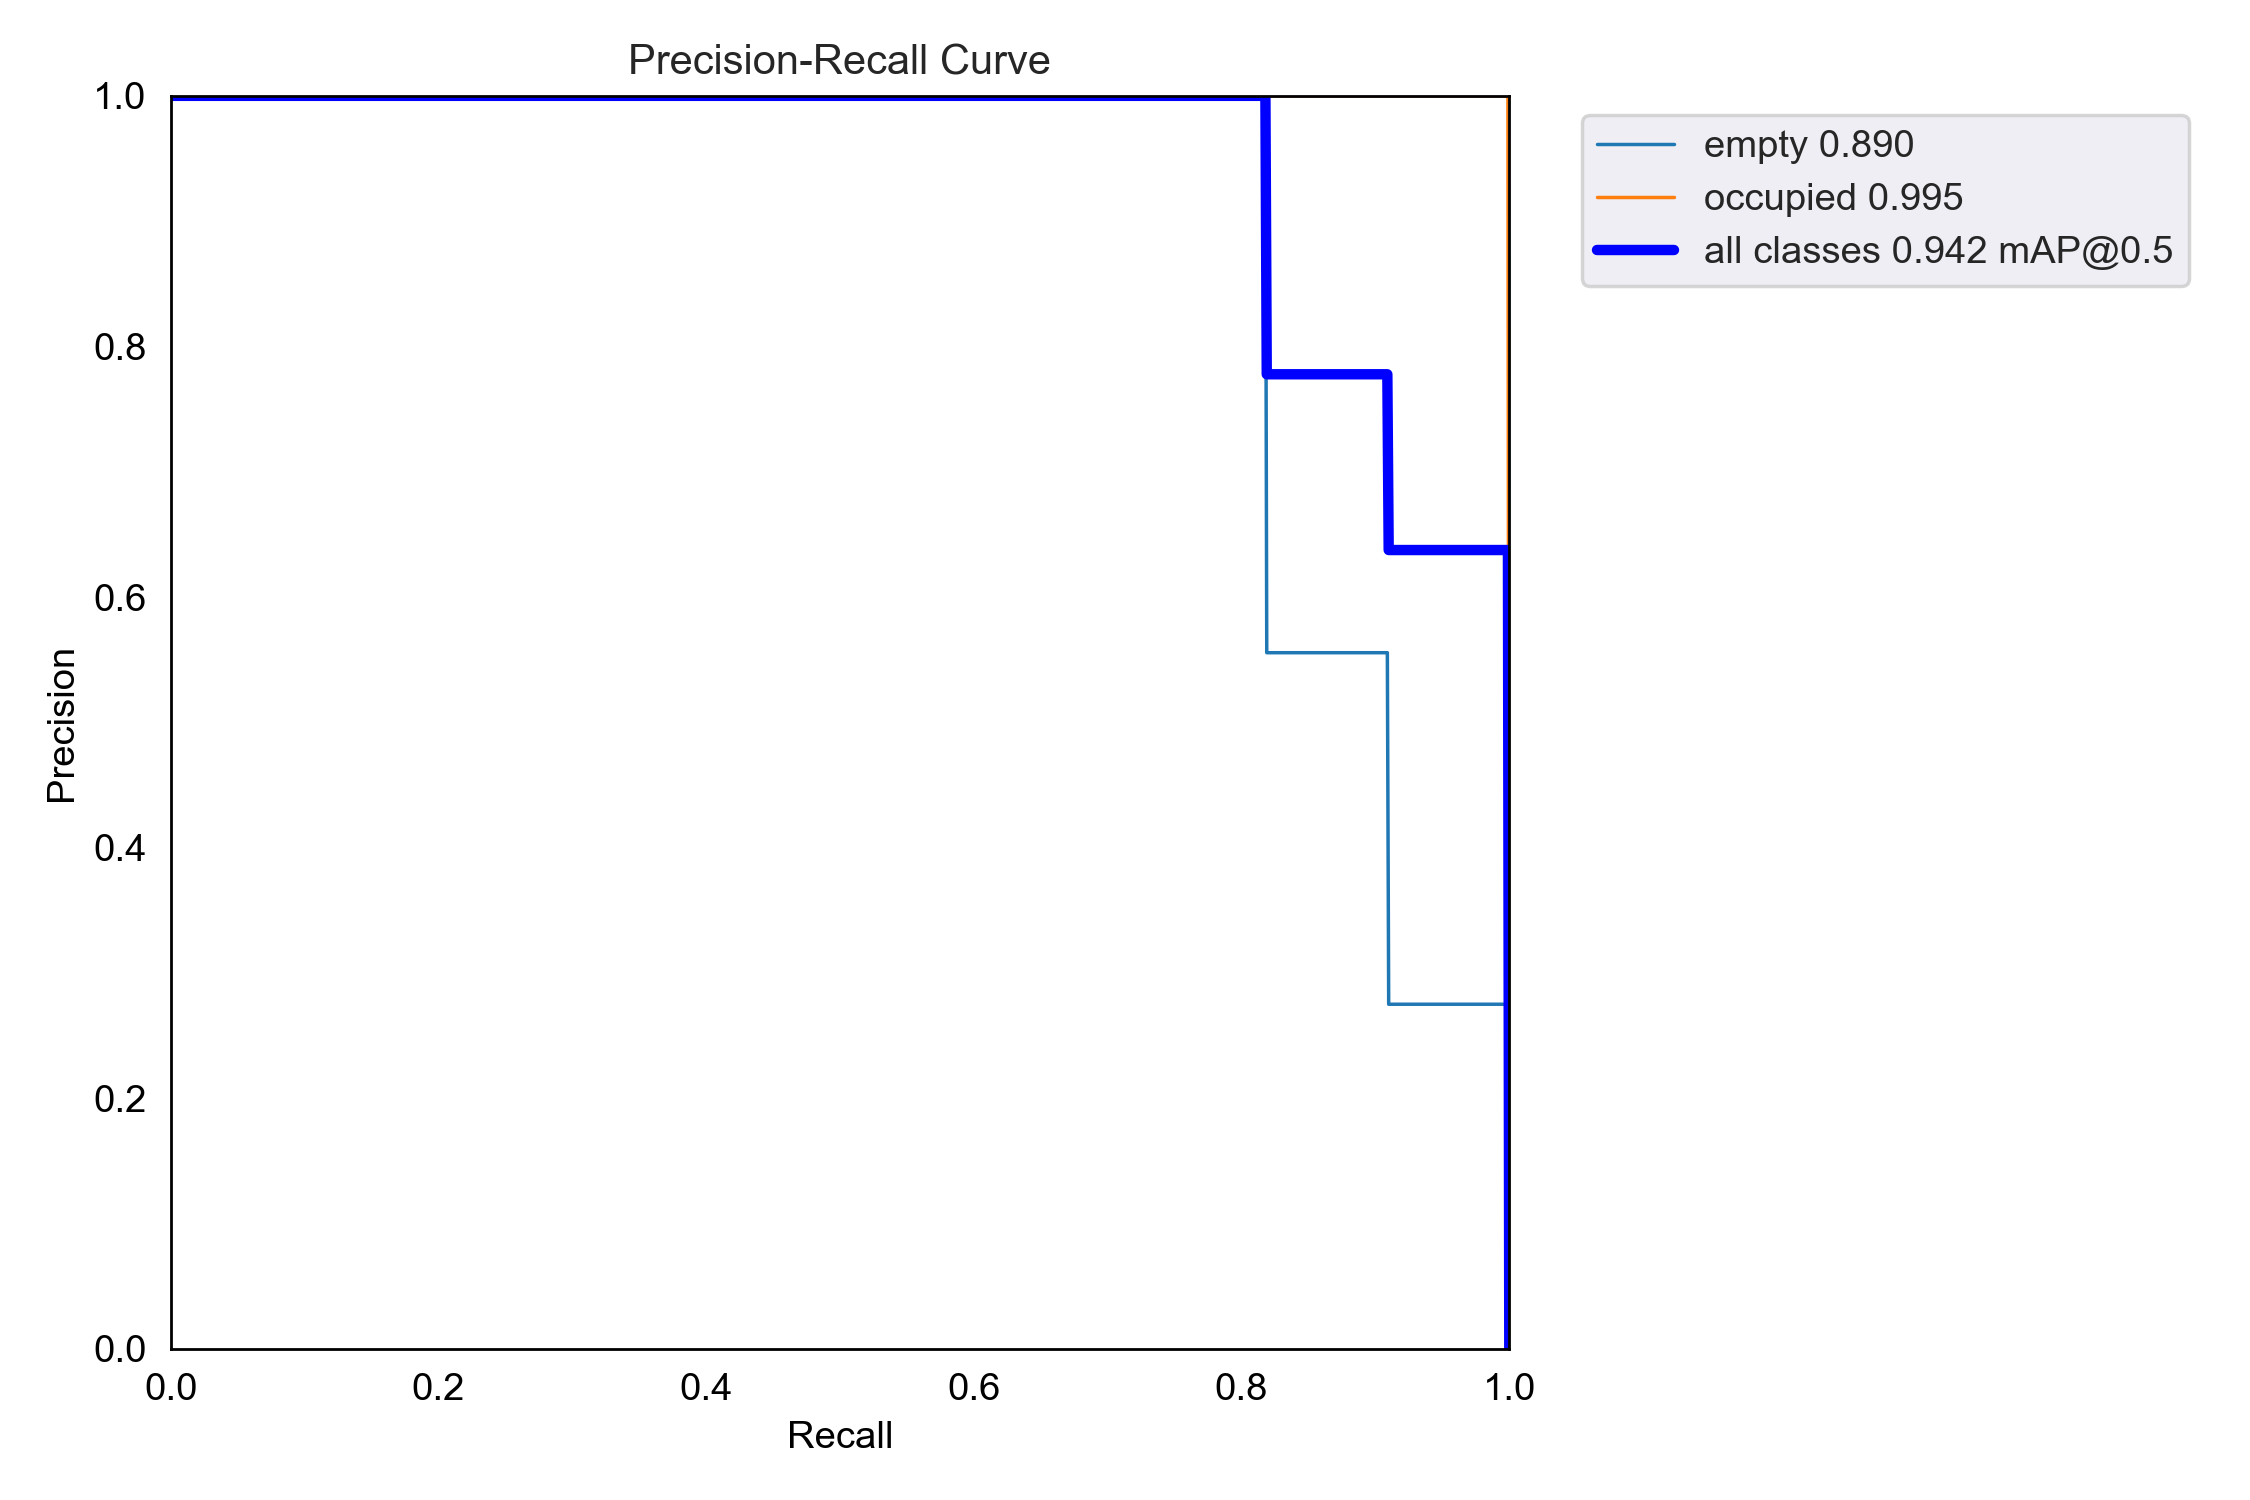 Precision-Recall Curve
1.0
0.8
0.6
0.4
0.2
0.0
Precision
0.0 0.2 0.4 0.6 0.8 1.0
Recall
empty 0.890
occupied 0.995
all classes 0.942 mAP@0.5